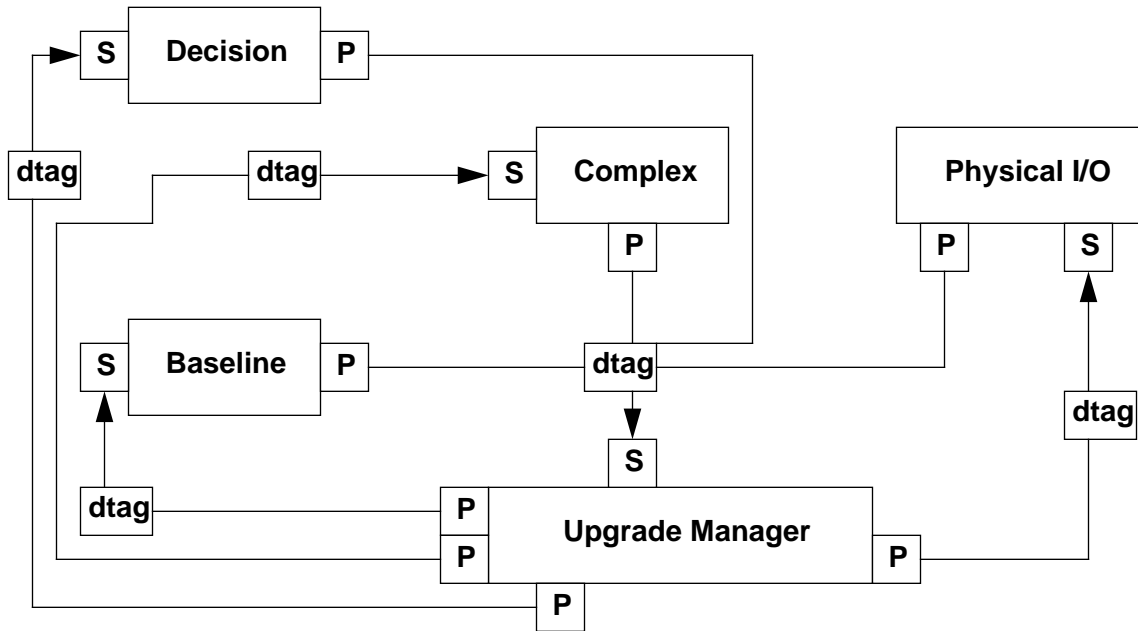 S Decision P
dtag dtag S Complex Physical I/O
P P S
S Baseline P dtag
dtag
S
dtag P Upgrade Manager
P P
P